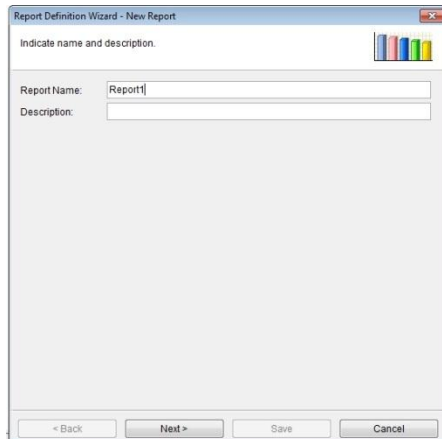 Report Definition Wizard - New Report
Indicate name and description.
Report Name: Report1
Description:
< Back Next > Save Cancel